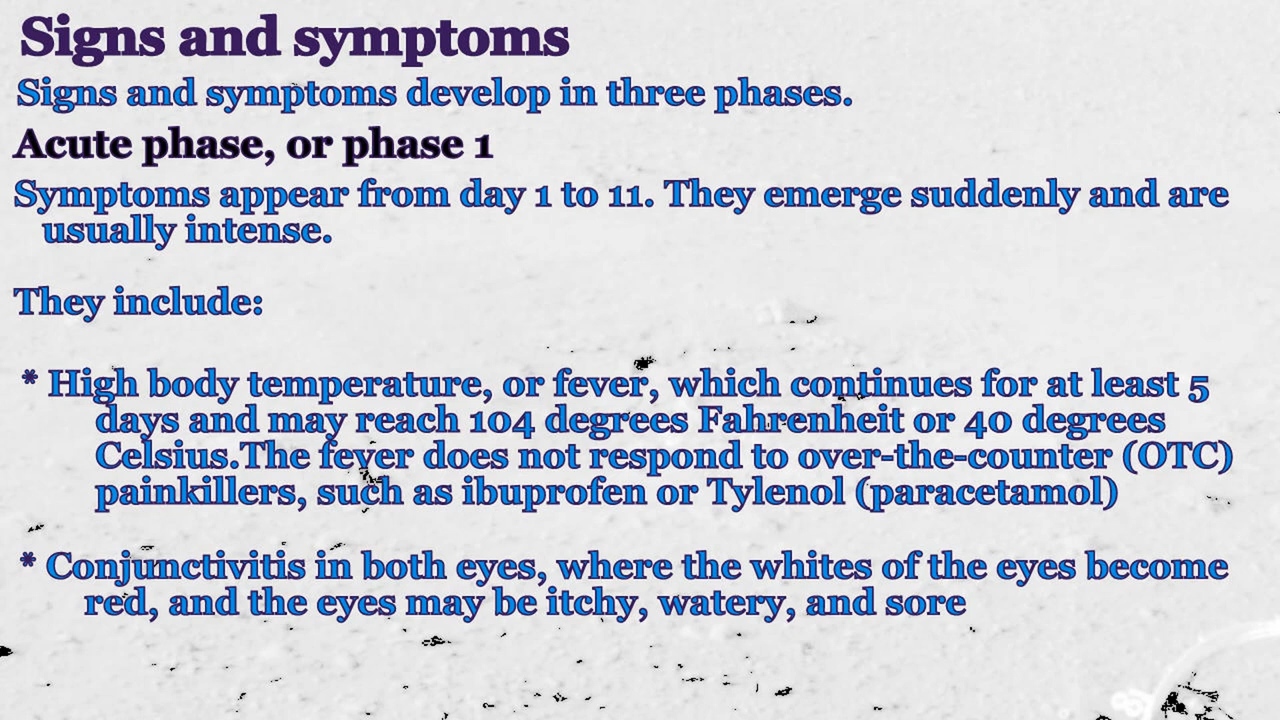 Signs and symptoms
Signs and symptoms develop in three phases.
Acute phase, or phase 1
Symptoms appear from day 1 to 11. They emerge suddenly and are
usually intense.
They include:
* High body temperature, or fever, which continues for at least 5
days and may reach 104 degrees Fahrenheit or 40 degrees
Celsius.The fever does not respond to over-the-counter (OTC)
painkillers, such as ibuprofen or Tylenol (paracetamol)
* Conjunctivitis in both eyes, where the whites of the eyes become
red, and the eyes may be itchy, watery, and sore